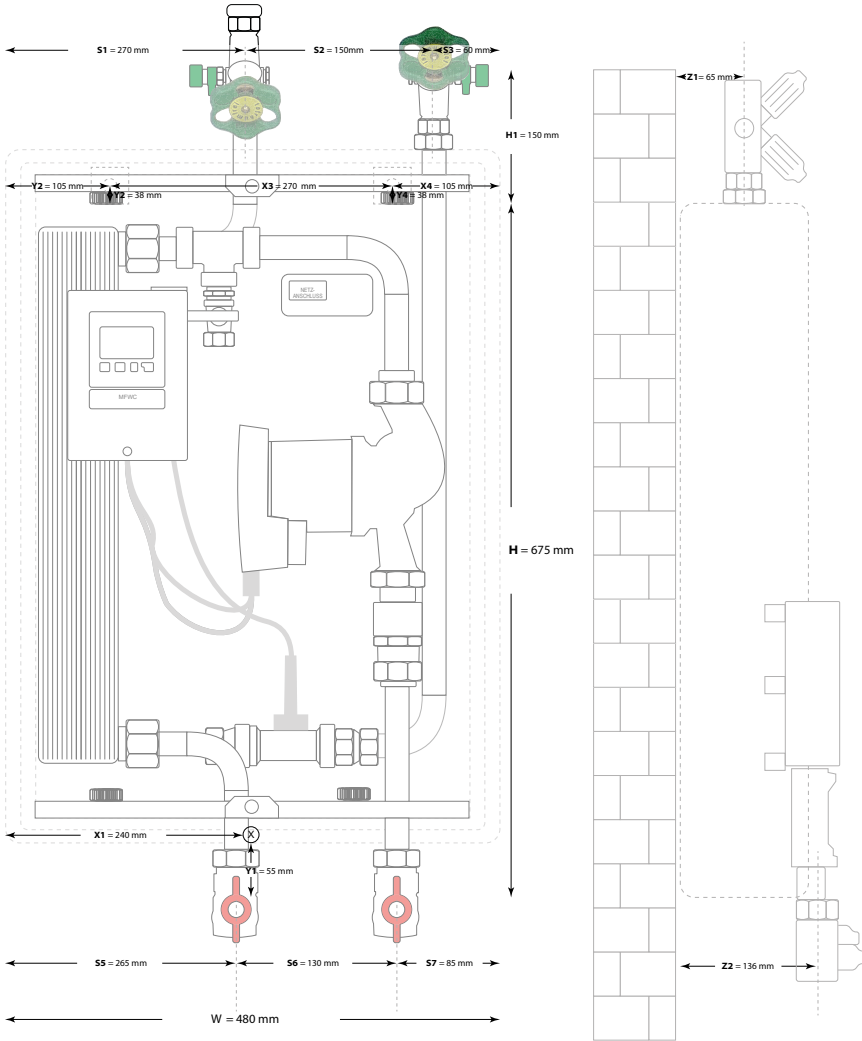 S1 = 270 mm
S2 = 150mm
S3 = 60 mm
Z1= 65 mm
H1 = 150 mm
Y2 = 105 mm
X3 = 270 mm
X4 = 105 mm
Y2 = 38 mm
Y4 = 38 mm
NETZ-
ANSCHLUSS
MFWC
H = 675 mm
X1 = 240 mm
X
Y1 = 55 mm
S5 = 265 mm
S6 = 130 mm
S7 = 85 mm
Z2 = 136 mm
W = 480 mm